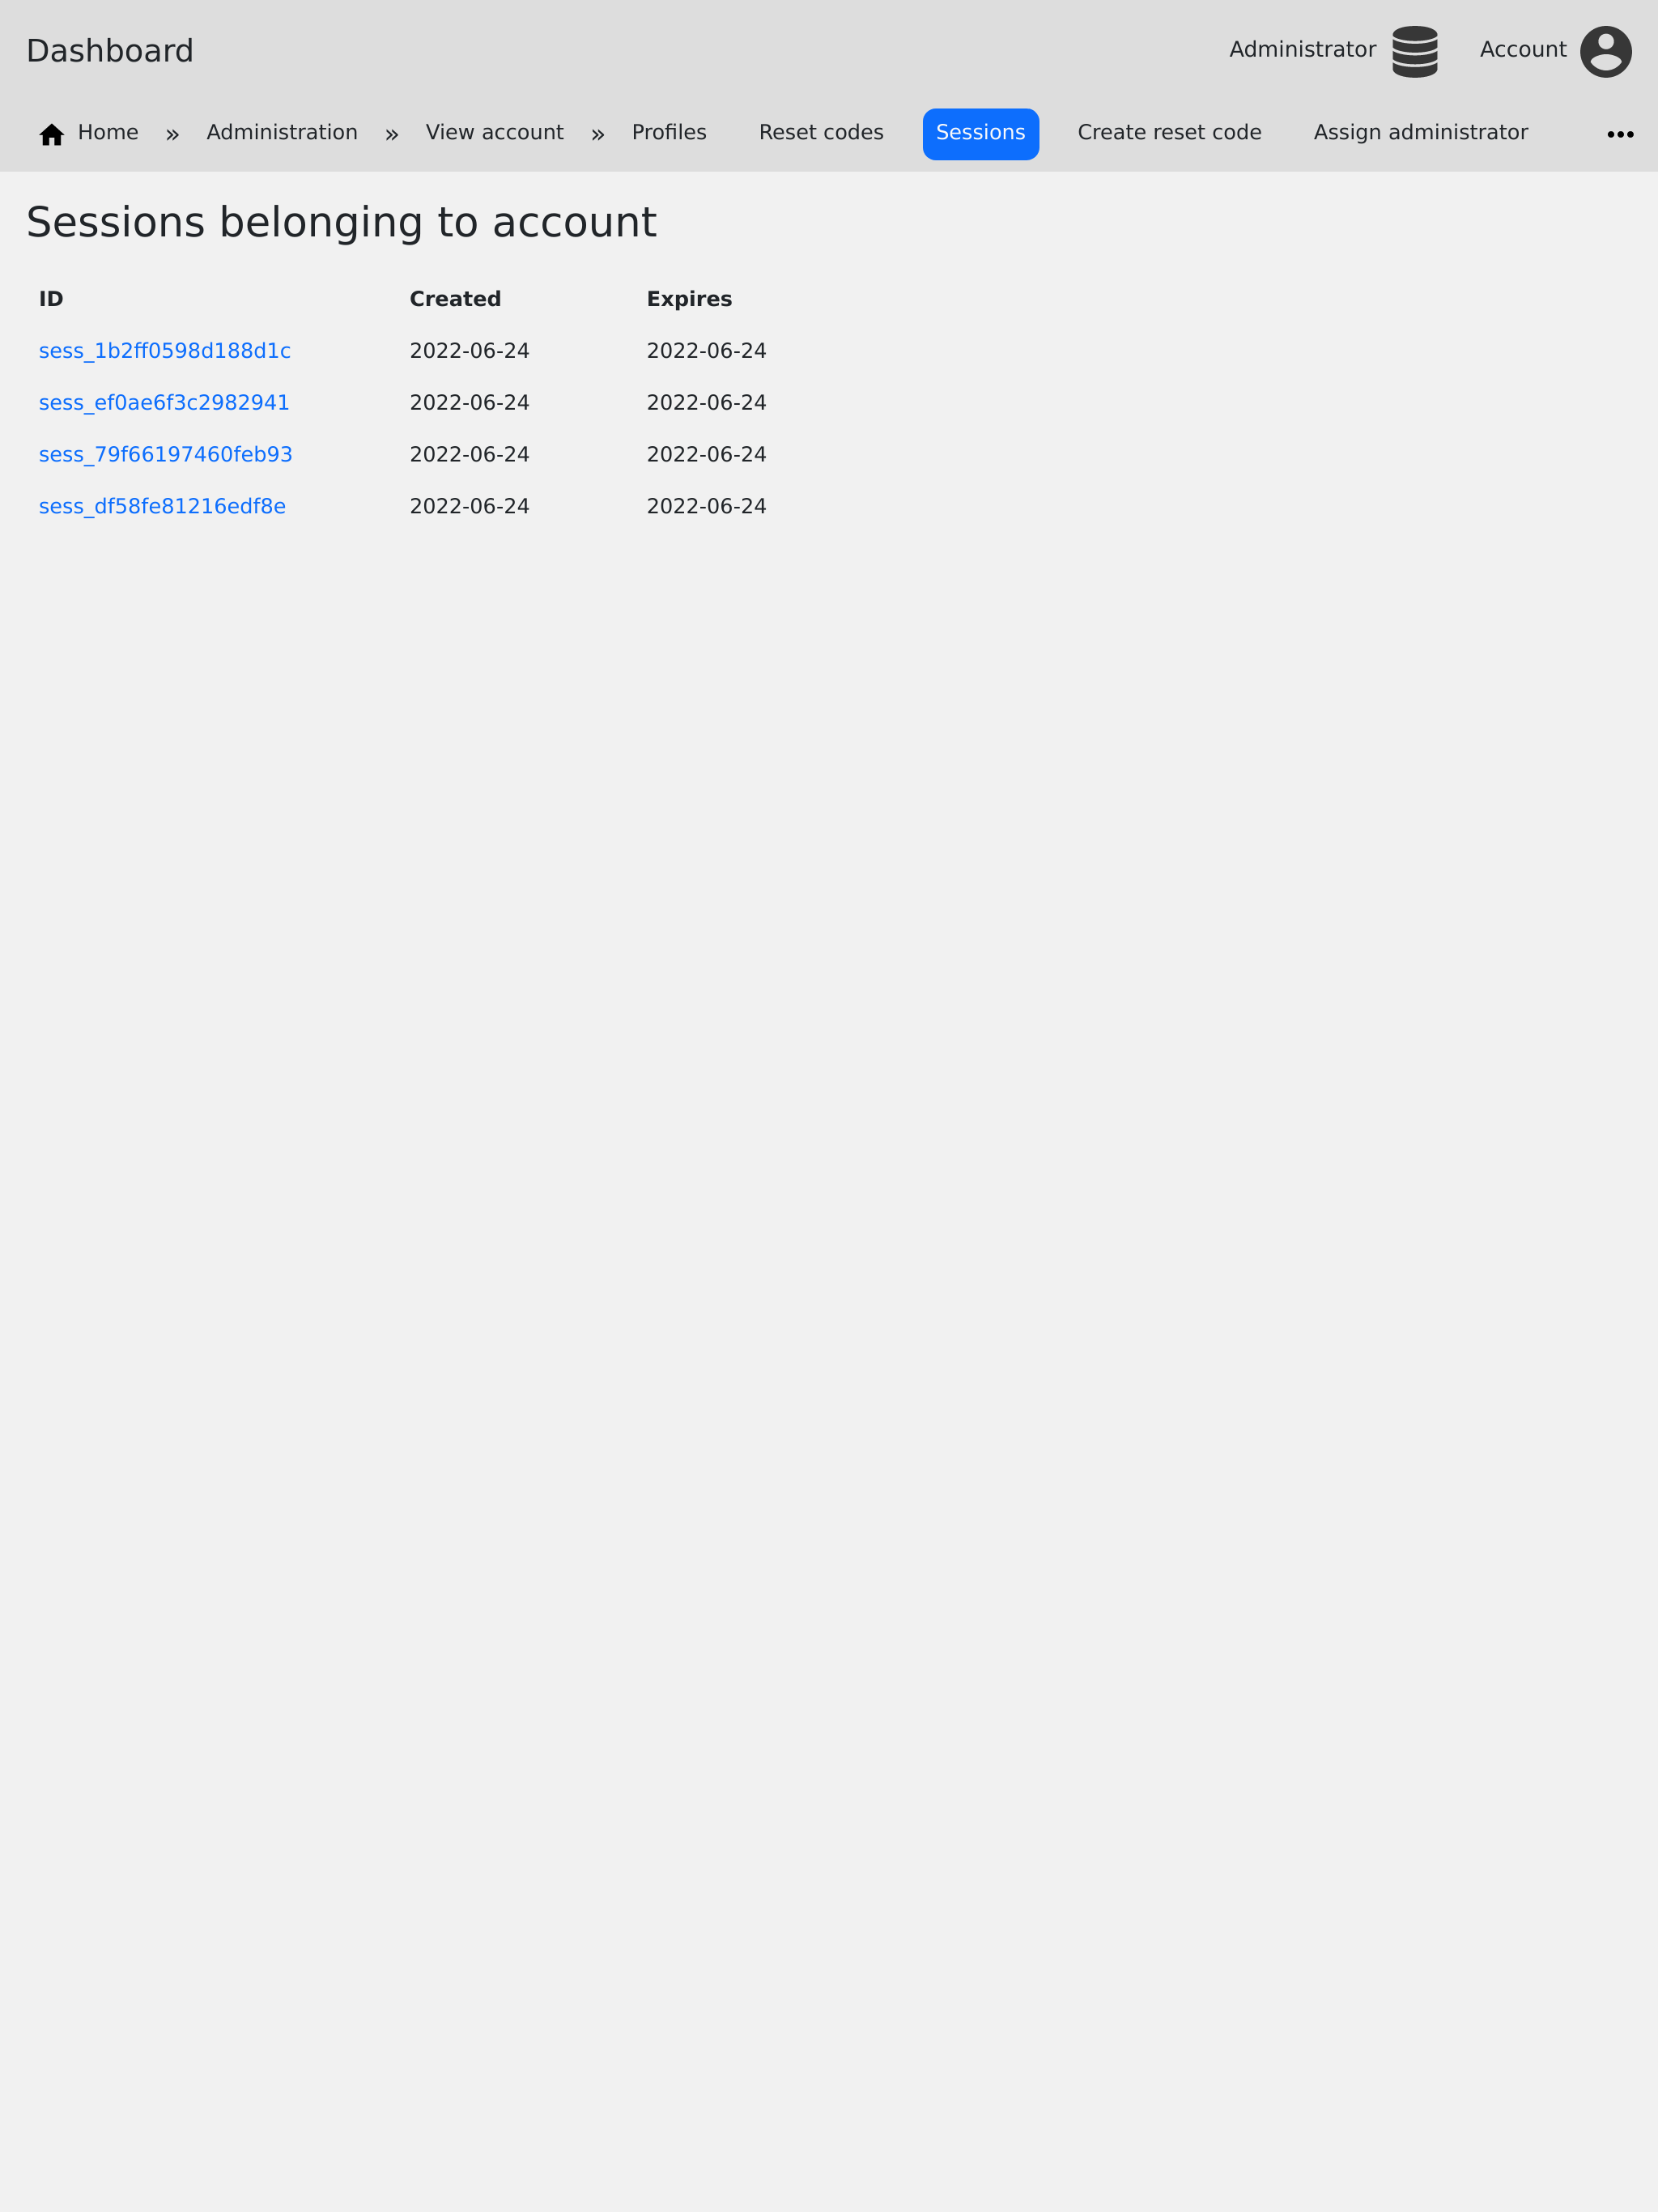 Dashboard Administrator Account
Home » Administration » View account » Profiles Reset codes Sessions Create reset code Assign administrator
Sessions belonging to account
ID Created Expires
sess_1b2ff0598d188d1c 2022-06-24 2022-06-24
sess_ef0ae6f3c2982941 2022-06-24 2022-06-24
sess_79f66197460feb93 2022-06-24 2022-06-24
sess_df58fe81216edf8e 2022-06-24 2022-06-24